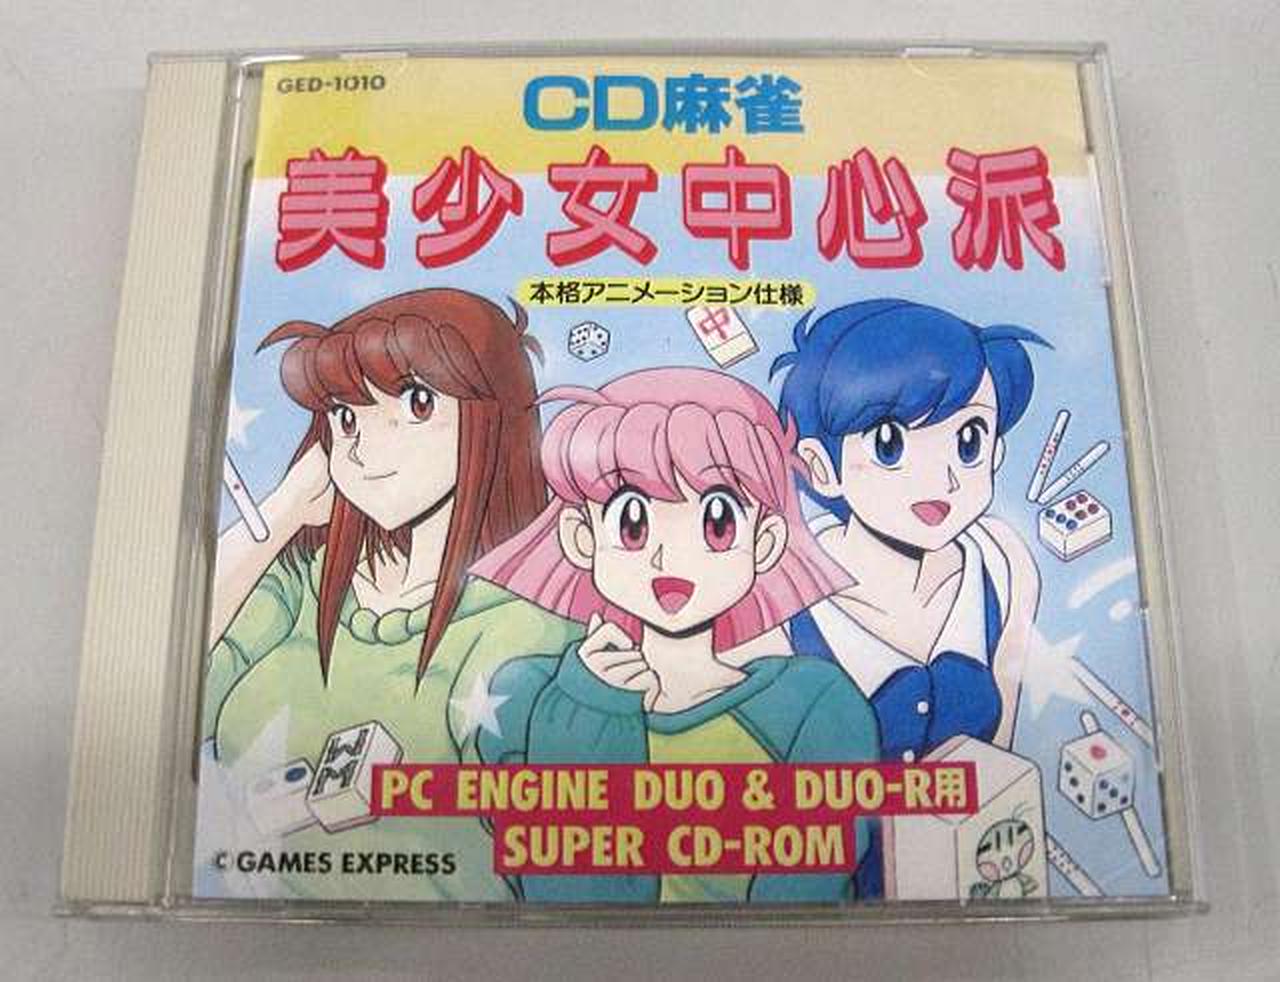 GED-1010
CD麻雀
美少女中心派
本格アニメーション仕様
中
PC ENGINE DUO & DUO-R用
SUPER CD-ROM
© GAMES EXPRESS